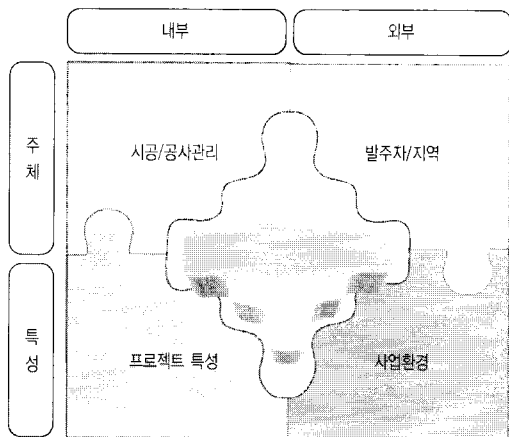 내부
외부
주체
시공/공사관리
발주자/지역
특성
프로젝트 특성
사업환경